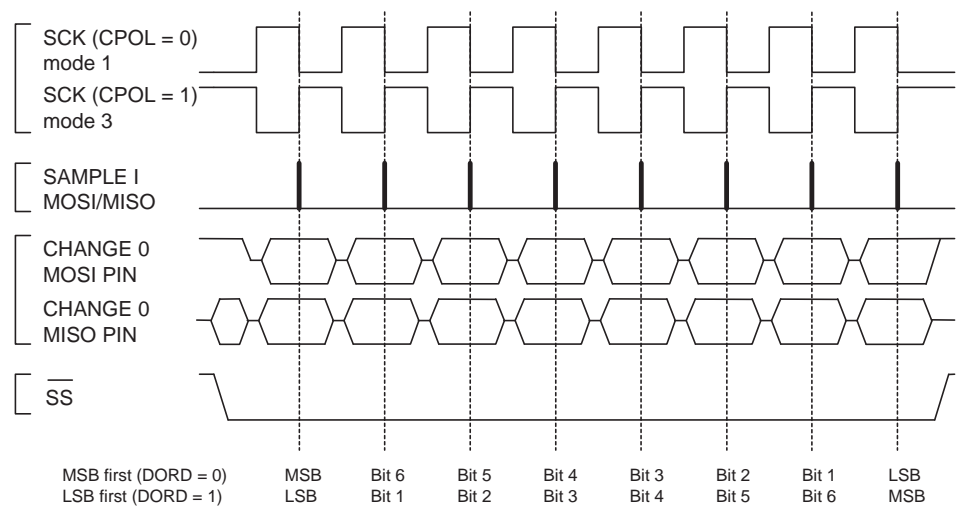 SCK (CPOL = 0)
mode 1
SCK (CPOL = 1)
mode 3
SAMPLE I
MOSI/MISO
CHANGE 0
MOSI PIN
CHANGE 0
MISO PIN
SS
MSB first (DORD = 0) MSB Bit 6 Bit 5 Bit 4 Bit 3 Bit 2 Bit 1 LSB
LSB first (DORD = 1) LSB Bit 1 Bit 2 Bit 3 Bit 4 Bit 5 Bit 6 MSB